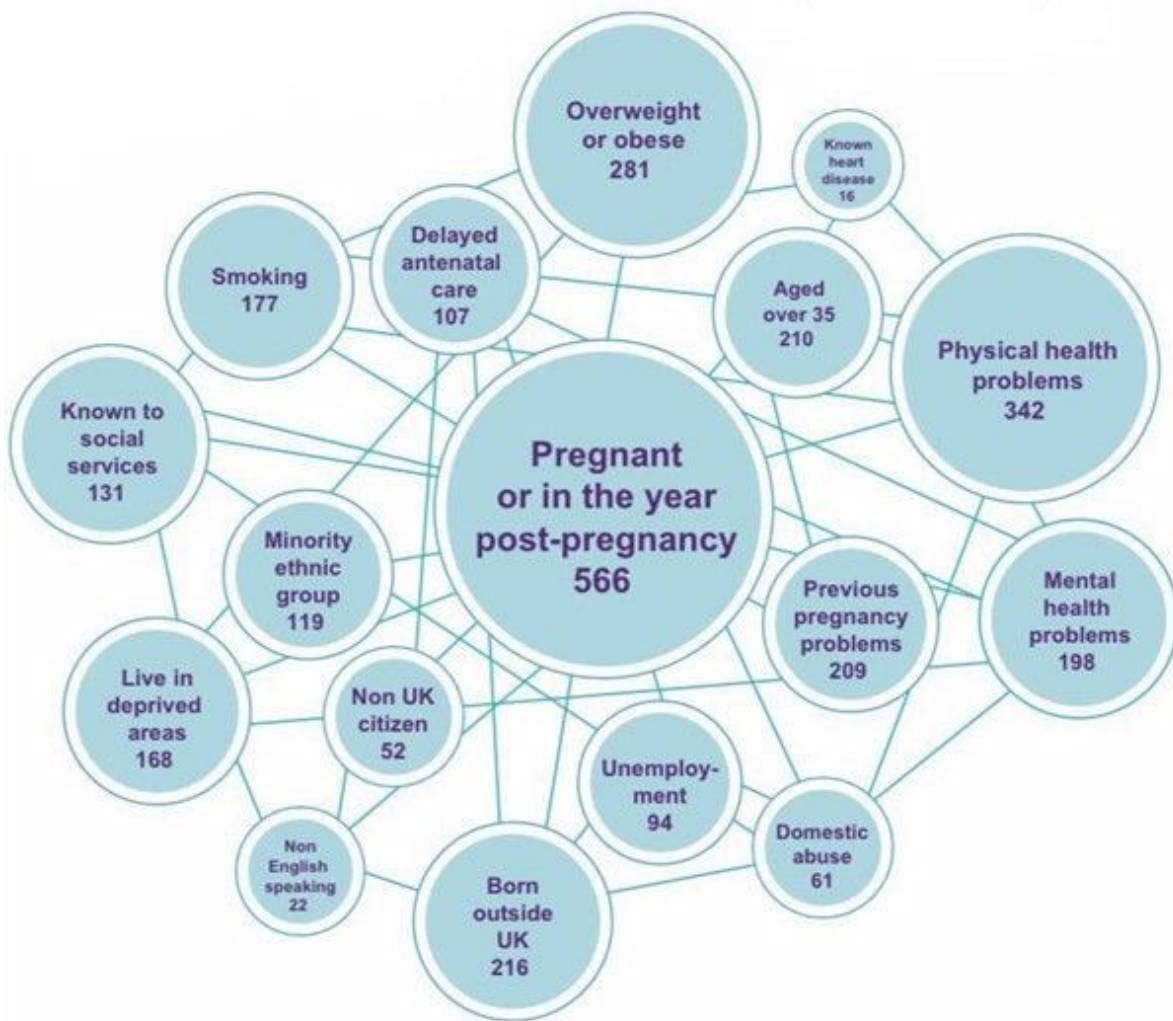 Overweight
or obese
281
Known
heart
disease
16
Delayed
antenatal
care
107
Smoking
177
Aged
over 35
210
Physical health
problems
342
Known to
social
services
131
Pregnant
or in the year
post-pregnancy
566
Minority
ethnic
group
119
Previous
pregnancy
problems
209
Mental
health
problems
198
Live in
deprived
areas
168
Non UK
citizen
52
Unemploy-
ment
94
Domestic
abuse
61
Non
English
speaking
22
Born
outside
UK
216